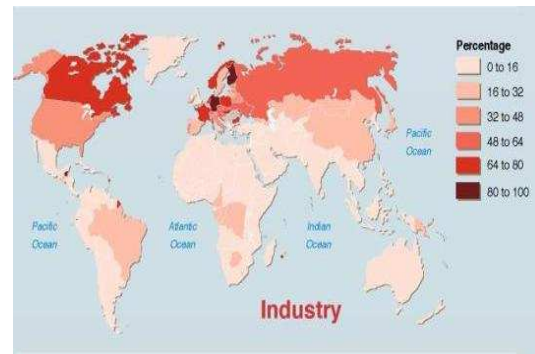 Percentage
0 to 16
16 to 32
32 to 48
48 to 64
64 to 80
80 to 100
Pacific
Ocean
Pacific
Ocean
Atlantic
Ocean
Indian
Ocean
Industry